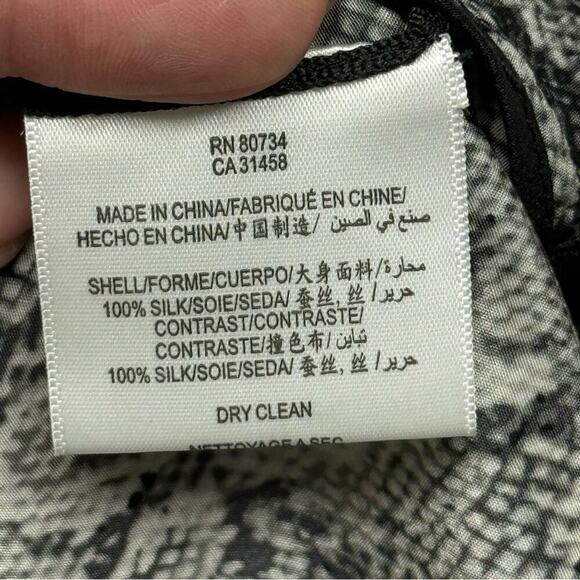 RN 80734
CA 31458
MADE IN CHINA/FABRIQUÉ EN CHINE/
HECHO EN CHINA/中国制造/ صنع في الصين
SHELL/FORME/CUERPO/大身面料/محارة
100% SILK/SOIE/SEDA/ 蚕丝, 丝 /حرير
CONTRAST/CONTRASTE/
CONTRASTE/撞色布/تباين
100% SILK/SOIE/SEDA/ 蚕丝, 丝 /حرير
DRY CLEAN
NETTOYAGE A SEC